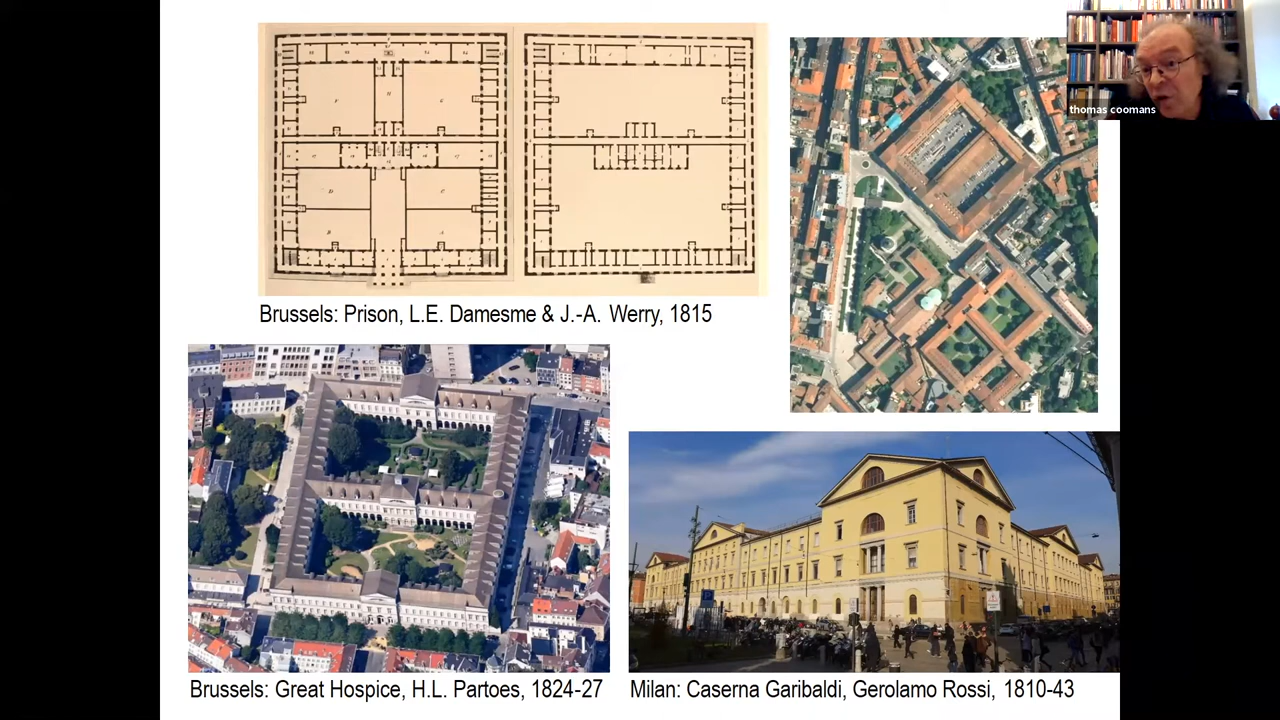 thomas coomans
Brussels: Prison, L.E. Damesme & J.-A. Werry, 1815
Brussels: Great Hospice, H.L. Partoes, 1824-27
Milan: Caserna Garibaldi, Gerolamo Rossi, 1810-43